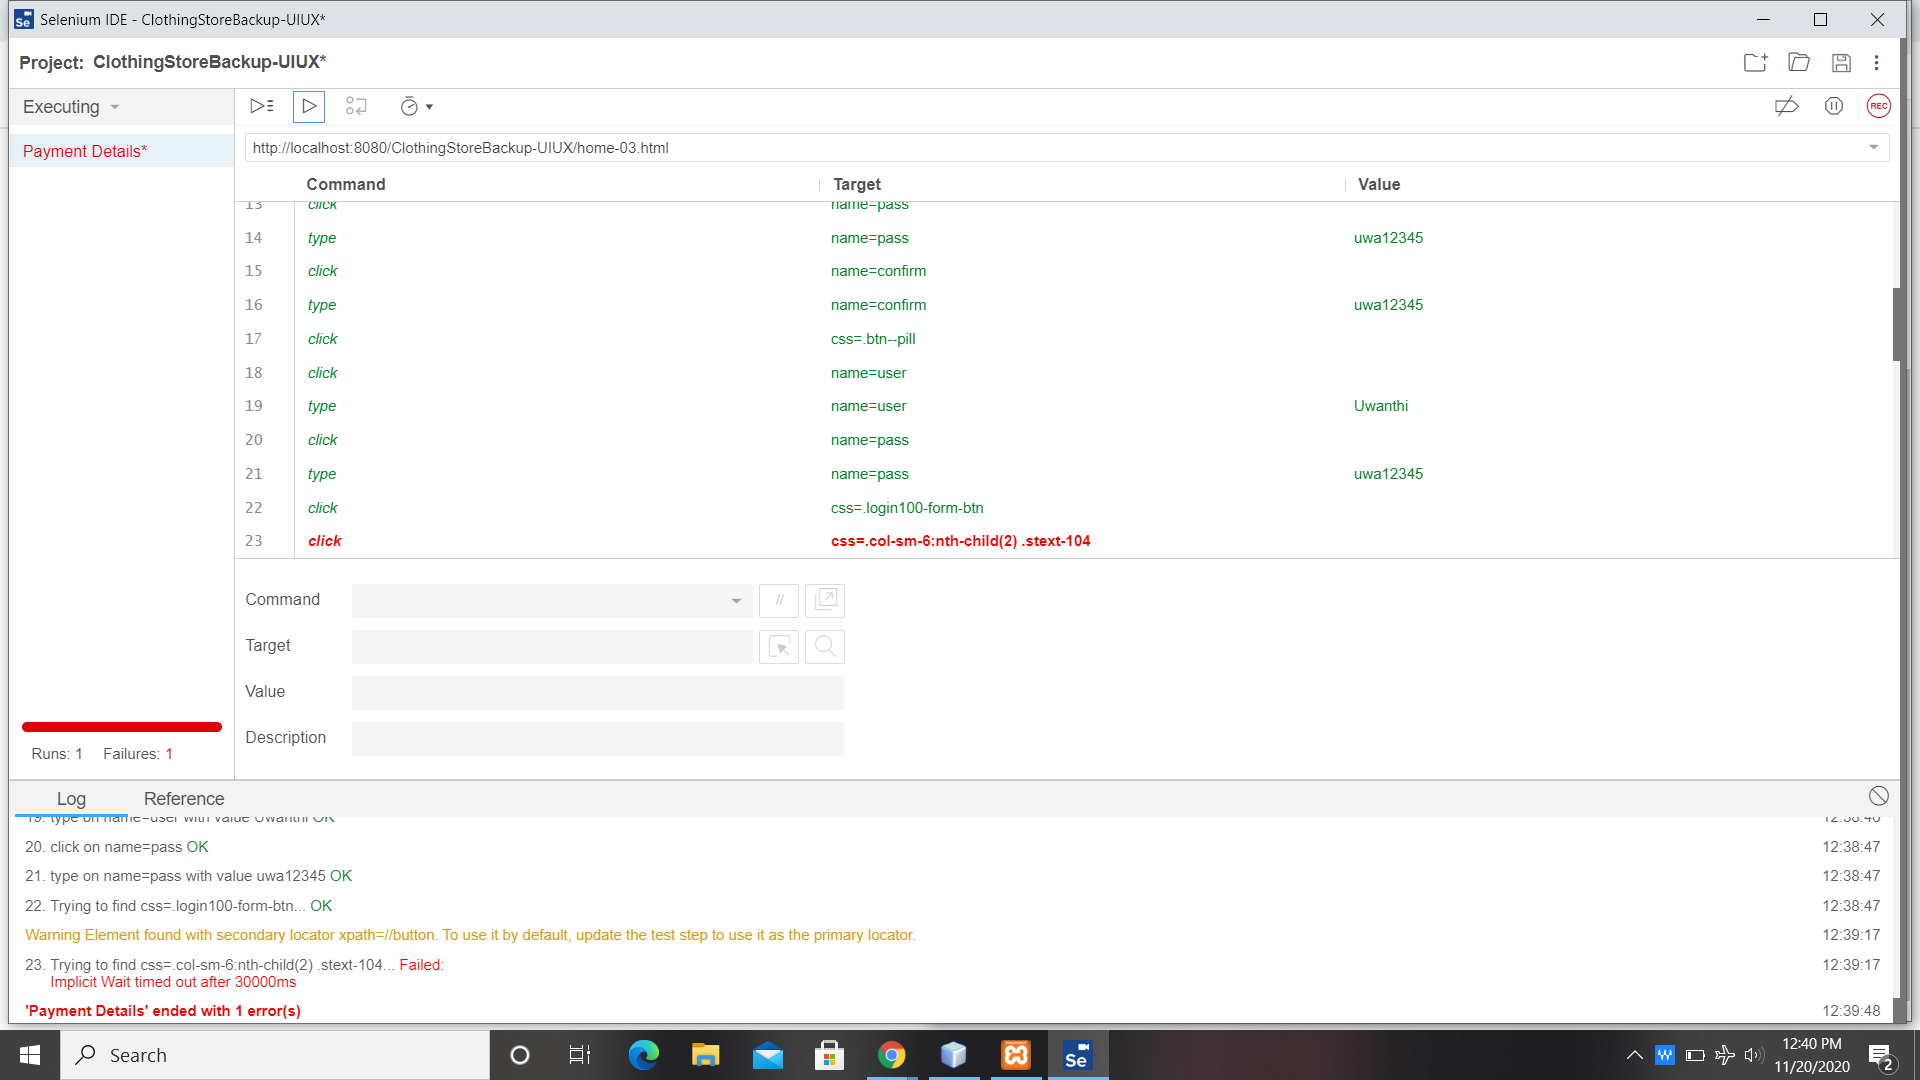 Selenium IDE - ClothingStoreBackup-UIUX*
Project: ClothingStoreBackup-UIUX*
Executing
Payment Details*
REC
http://localhost:8080/ClothingStoreBackup-UIUX/home-03.html
Command Target Value
13 click name=pass
14 type name=pass uwa12345
15 click name=confirm
16 type name=confirm uwa12345
17 click css=.btn--pill
18 click name=user
19 type name=user Uwanthi
20 click name=pass
21 type name=pass uwa12345
22 click css=.login100-form-btn
23 click css=.col-sm-6:nth-child(2) .stext-104
Command //
Target
Value
Description
Runs: 1 Failures: 1
Log Reference
19. type on name=user with value Uwanthi OK 12:38:46
20. click on name=pass OK 12:38:47
21. type on name=pass with value uwa12345 OK 12:38:47
22. Trying to find css=.login100-form-btn... OK 12:38:47
Warning Element found with secondary locator xpath=//button. To use it by default, update the test step to use it as the primary locator. 12:39:17
23. Trying to find css=.col-sm-6:nth-child(2) .stext-104... Failed: 12:39:17
Implicit Wait timed out after 30000ms
'Payment Details' ended with 1 error(s) 12:39:48
Search
Se
12:40 PM
11/20/2020
2